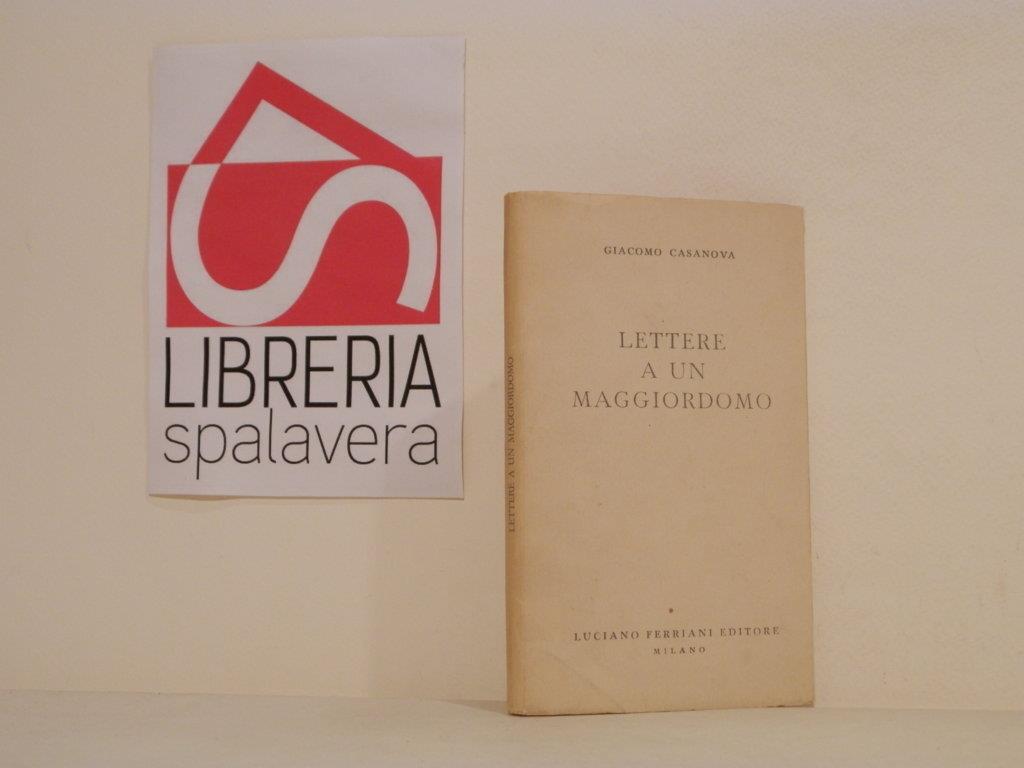 LIBRERIA
spalavera
GIACOMO CASANOVA
LETTERE
A UN
MAGGIORDOMO
LUCIANO FERRIANI EDITORE
MILANO
LETTERE A UN MAGGIORDOMO